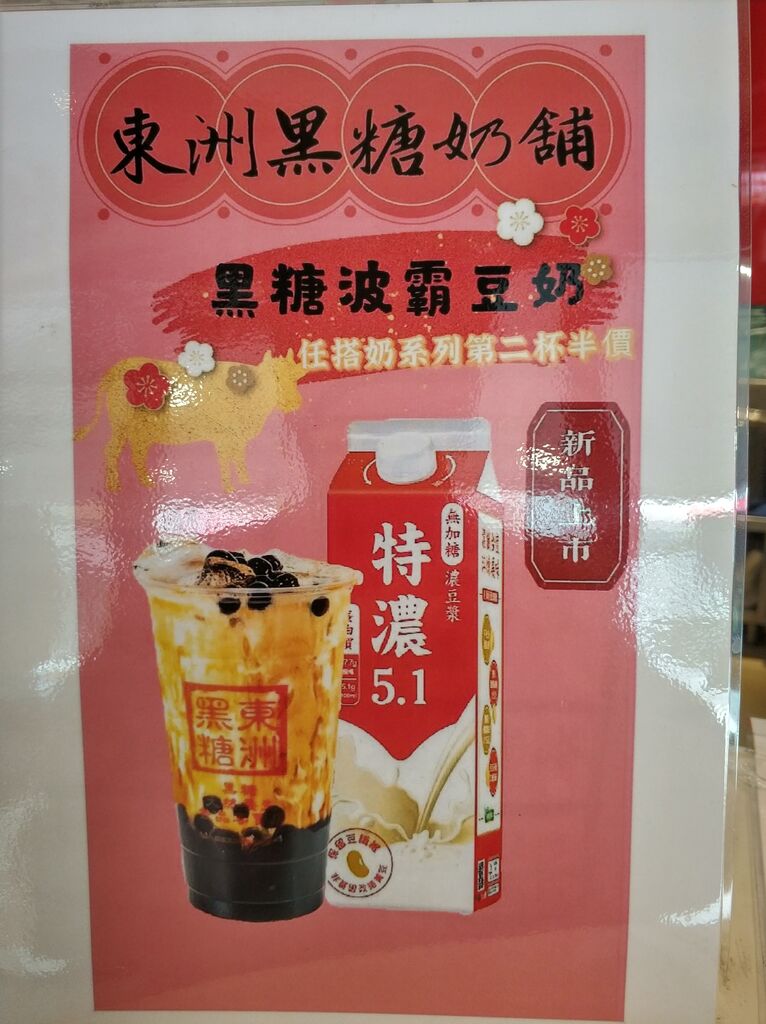 東洲黑糖奶舖
黑糖波霸豆奶
任搭奶系列第二杯半價
新品上市
無加糖
濃豆漿
特濃
5.1
東洲
黑糖